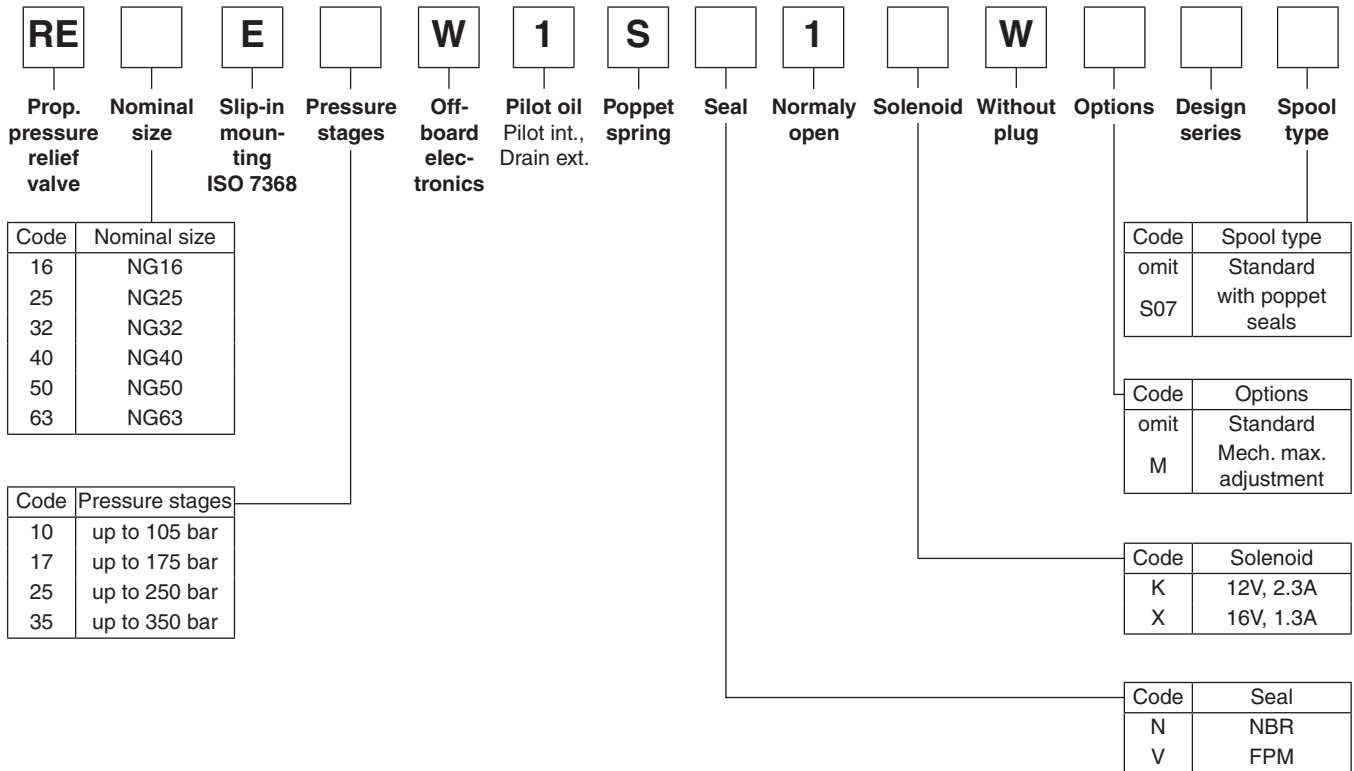 RE E W 1 S 1 W
Prop. pressure relief valve
Nominal size
Slip-in moun- ting ISO 7368
Pressure stages
Off- board elec- tronics
Pilot oil Pilot int., Drain ext.
Poppet spring
Seal
Normaly open
Solenoid
Without plug
Options
Design series
Spool type
Code Nominal size
16 NG16
25 NG25
32 NG32
40 NG40
50 NG50
63 NG63
Code Pressure stages
10 up to 105 bar
17 up to 175 bar
25 up to 250 bar
35 up to 350 bar
Code Spool type
omit Standard
S07 with poppet seals
Code Options
omit Standard
M Mech. max. adjustment
Code Solenoid
K 12V, 2.3A
X 16V, 1.3A
Code Seal
N NBR
V FPM